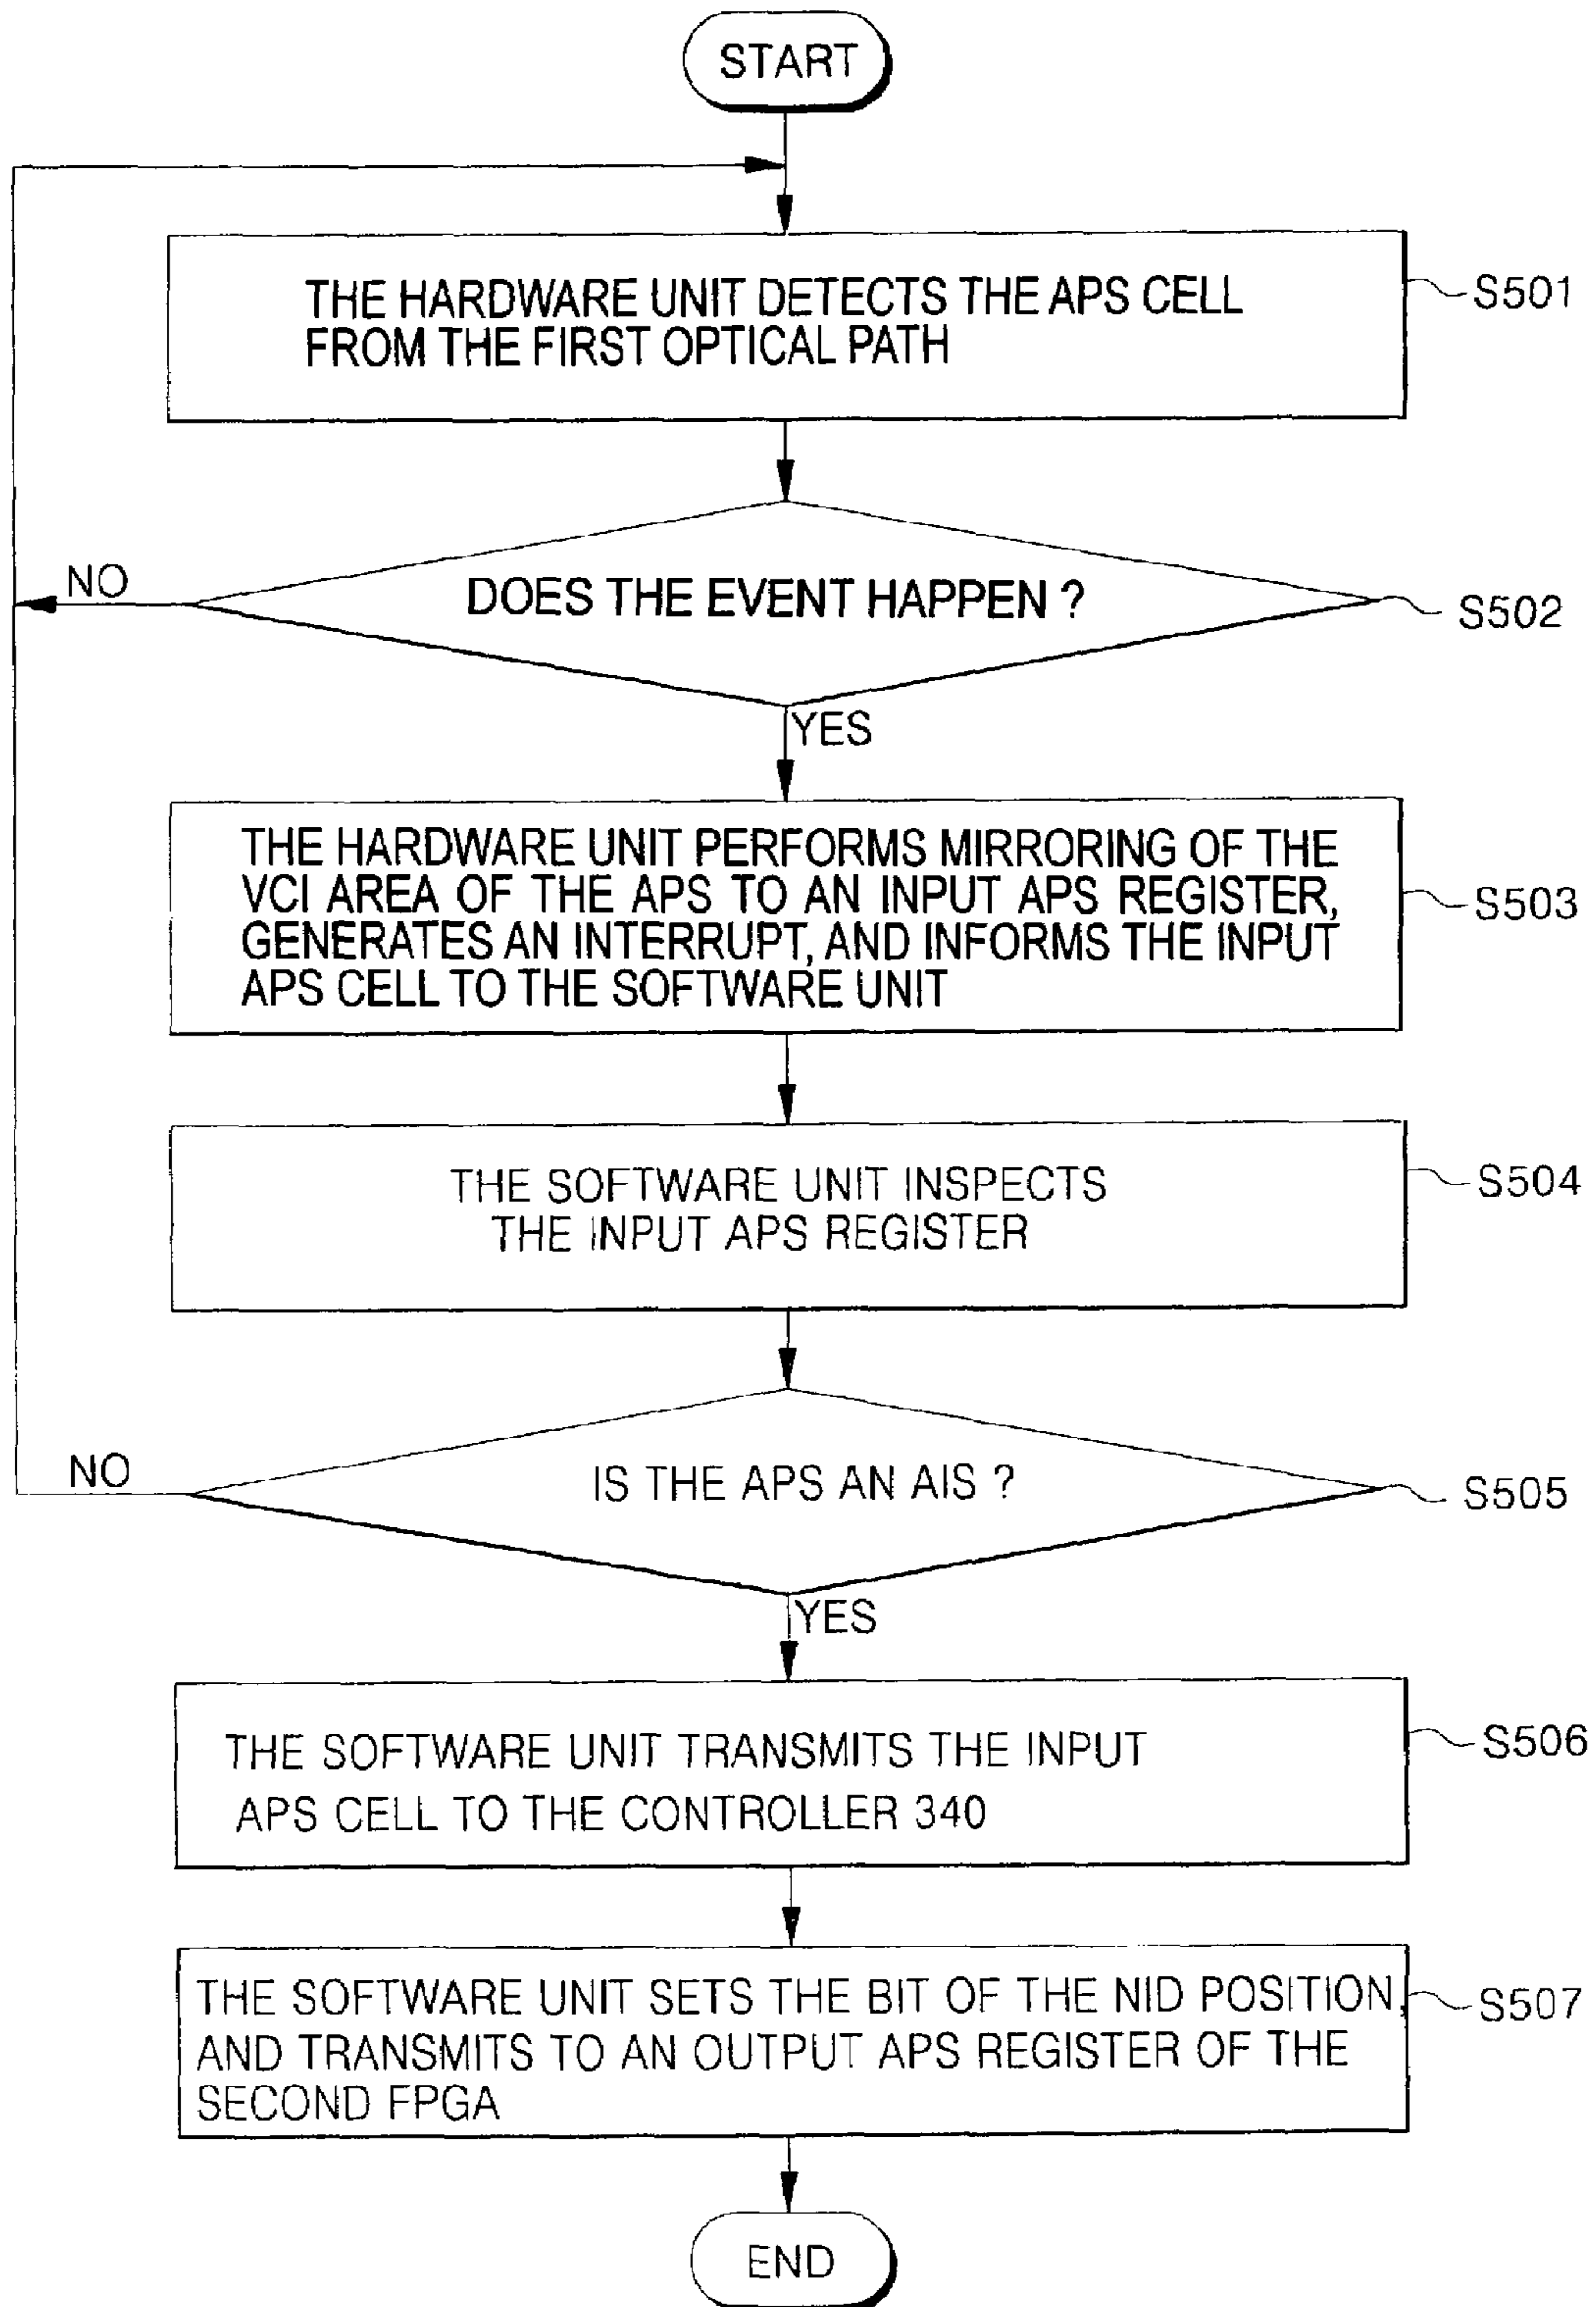 START
THE HARDWARE UNIT DETECTS THE APS CELL
FROM THE FIRST OPTICAL PATH
S501
NO
DOES THE EVENT HAPPEN ?
S502
YES
THE HARDWARE UNIT PERFORMS MIRRORING OF THE
VCI AREA OF THE APS TO AN INPUT APS REGISTER,
GENERATES AN INTERRUPT, AND INFORMS THE INPUT
APS CELL TO THE SOFTWARE UNIT
S503
THE SOFTWARE UNIT INSPECTS
THE INPUT APS REGISTER
S504
NO
IS THE APS AN AIS ?
S505
YES
THE SOFTWARE UNIT TRANSMITS THE INPUT
APS CELL TO THE CONTROLLER 340
S506
THE SOFTWARE UNIT SETS THE BIT OF THE NID POSITION,
AND TRANSMITS TO AN OUTPUT APS REGISTER OF THE
SECOND FPGA
S507
END